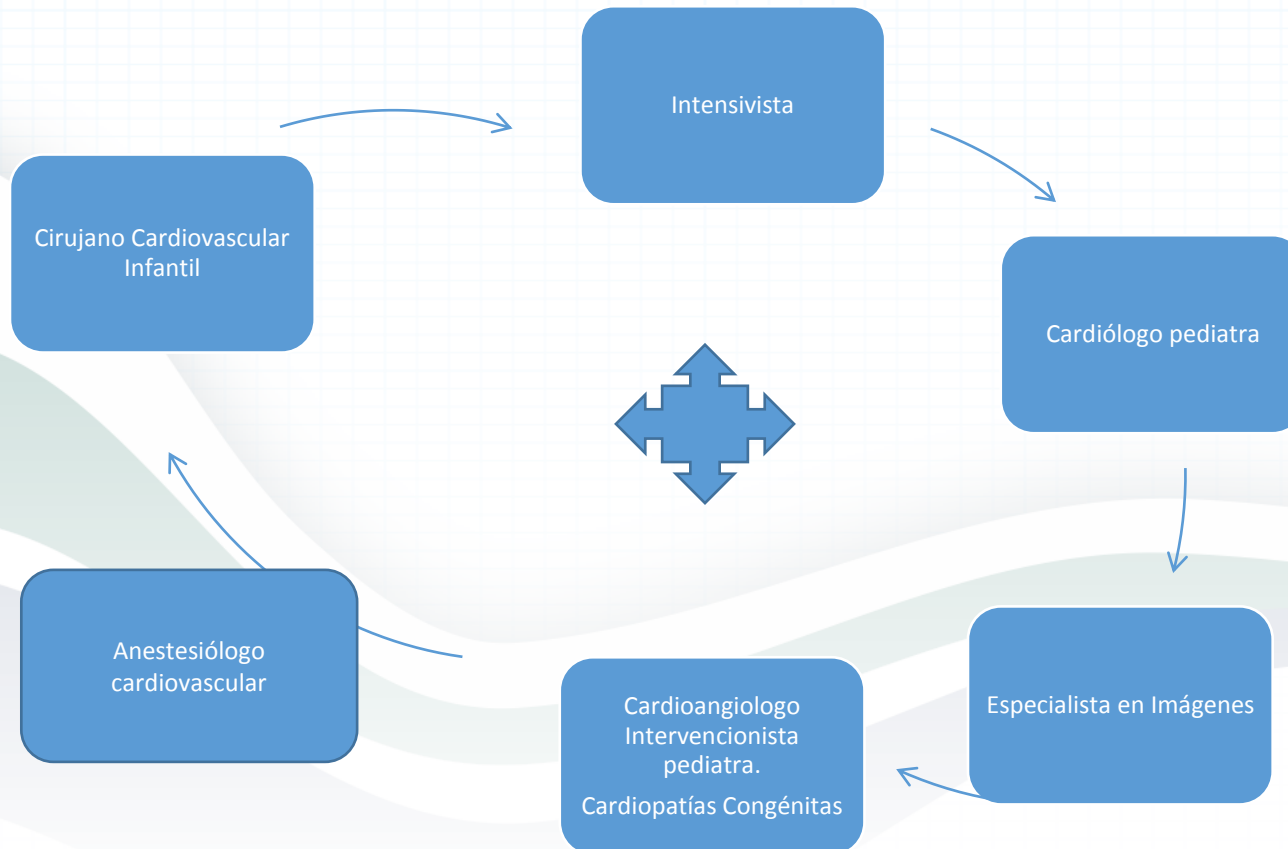 Intensivista
Cirujano Cardiovascular
Infantil
Cardiólogo pediatra
Anestesiólogo
cardiovascular
Cardioangiologo
Intervencionista
pediatra.
Cardiopatías Congénitas
Especialista en Imágenes